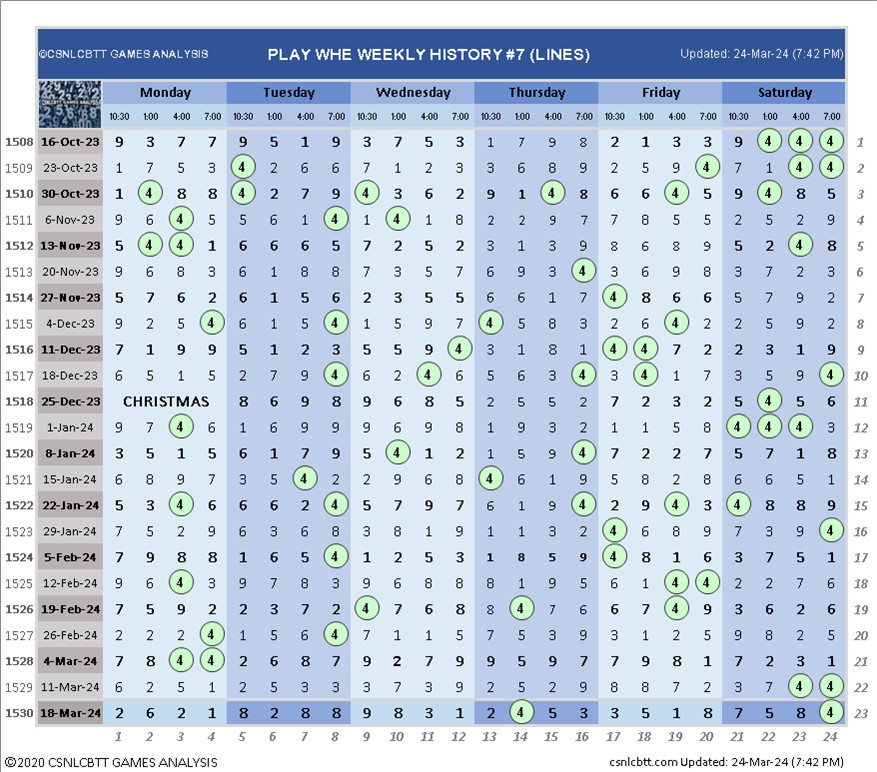 ©CSNLCBTT GAMES ANALYSIS PLAY WHE WEEKLY HISTORY #7 (LINES) Updated: 24-Mar-24 (7:42 PM)
Monday Tuesday Wednesday Thursday Friday Saturday
10:30 1:00 4:00 7:00 10:30 1:00 4:00 7:00 10:30 1:00 4:00 7:00 10:30 1:00 4:00 7:00 10:30 1:00 4:00 7:00 10:30 1:00 4:00 7:00
1508 16-Oct-23 9 3 7 7 9 5 1 9 3 7 5 3 1 7 9 8 2 1 3 3 9 4 4 4 1
1509 23-Oct-23 1 7 5 3 4 2 6 6 7 1 2 2 3 6 8 9 2 5 9 4 7 1 4 4 2
1510 30-Oct-23 1 4 8 8 4 2 7 9 4 3 6 2 9 1 4 8 6 6 4 5 9 4 8 5 3
1511 6-Nov-23 9 6 4 5 5 6 1 4 1 4 1 8 2 2 9 7 7 8 5 5 2 5 2 9 4
1512 13-Nov-23 5 4 4 1 6 6 6 5 7 2 5 2 3 1 3 9 8 6 8 9 5 2 4 8 5
1513 20-Nov-23 9 6 8 3 6 1 8 8 7 3 5 7 6 9 3 4 3 6 9 8 3 7 2 3 6
1514 27-Nov-23 5 7 6 2 6 1 5 6 2 3 5 5 6 6 1 7 4 8 6 6 5 7 9 2 7
1515 4-Dec-23 9 2 5 4 6 1 5 4 1 5 9 7 4 5 8 3 2 6 4 2 2 5 9 2 8
1516 11-Dec-23 7 1 9 9 5 1 2 3 5 5 9 4 3 1 8 1 4 4 7 2 2 3 1 9 9
1517 18-Dec-23 6 5 1 5 2 7 9 4 6 2 4 6 5 6 3 4 3 4 1 7 3 5 9 4 10
1518 25-Dec-23 CHRISTMAS 8 6 9 8 9 6 8 5 2 5 5 2 7 2 3 2 5 4 5 6 11
1519 1-Jan-24 9 7 4 6 1 6 9 9 9 6 9 8 1 9 3 2 1 1 5 8 4 4 4 3 12
1520 8-Jan-24 3 5 1 5 6 1 7 9 5 4 1 2 1 5 9 4 7 2 2 7 5 7 1 8 13
1521 15-Jan-24 6 8 9 7 3 5 4 2 2 9 6 8 4 6 1 9 5 8 2 8 6 6 5 1 14
1522 22-Jan-24 5 3 4 6 6 6 2 4 5 7 9 7 6 1 9 4 2 9 4 3 4 8 8 9 15
1523 29-Jan-24 7 5 2 9 6 3 6 8 3 8 1 9 1 1 3 2 4 6 8 9 7 3 9 4 16
1524 5-Feb-24 7 9 8 8 1 6 5 4 1 2 5 3 1 8 5 9 4 8 1 6 3 7 5 1 17
1525 12-Feb-24 9 6 4 3 9 7 8 3 9 6 8 8 8 1 9 5 6 1 4 4 2 2 7 6 18
1526 19-Feb-24 7 5 9 2 2 3 7 2 4 7 6 8 8 4 7 6 6 7 4 9 3 6 2 6 19
1527 26-Feb-24 2 2 2 4 1 5 6 4 7 1 1 5 7 5 3 9 3 1 2 5 9 8 2 5 20
1528 4-Mar-24 7 8 4 4 2 6 8 7 9 2 7 9 9 5 9 7 7 9 8 1 7 2 3 1 21
1529 11-Mar-24 6 2 5 1 2 5 3 3 3 7 3 9 2 5 2 9 8 8 7 2 3 7 4 4 22
1530 18-Mar-24 2 6 2 1 8 2 8 8 9 8 3 1 2 4 5 3 3 5 1 8 7 5 8 4 23
1 2 3 4 5 6 7 8 9 10 11 12 13 14 15 16 17 18 19 20 21 22 23 24
©2020 CSNLCBTT GAMES ANALYSIS csnlcbtt.com Updated: 24-Mar-24 (7:42 PM)